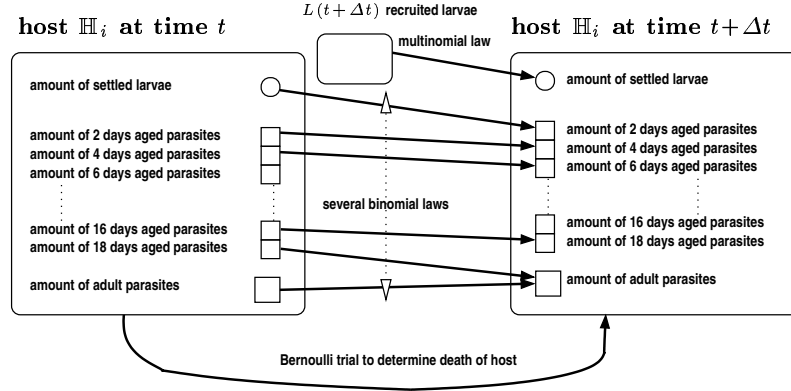 L (t + Δt) recruited larvae
host ℍi at time t
host ℍi at time t + Δt
multinomial law
amount of settled larvae
amount of settled larvae
amount of 2 days aged parasites
amount of 4 days aged parasites
amount of 6 days aged parasites
amount of 2 days aged parasites
amount of 4 days aged parasites
amount of 6 days aged parasites
several binomial laws
amount of 16 days aged parasites
amount of 18 days aged parasites
amount of 16 days aged parasites
amount of 18 days aged parasites
amount of adult parasites
amount of adult parasites
Bernoulli trial to determine death of host